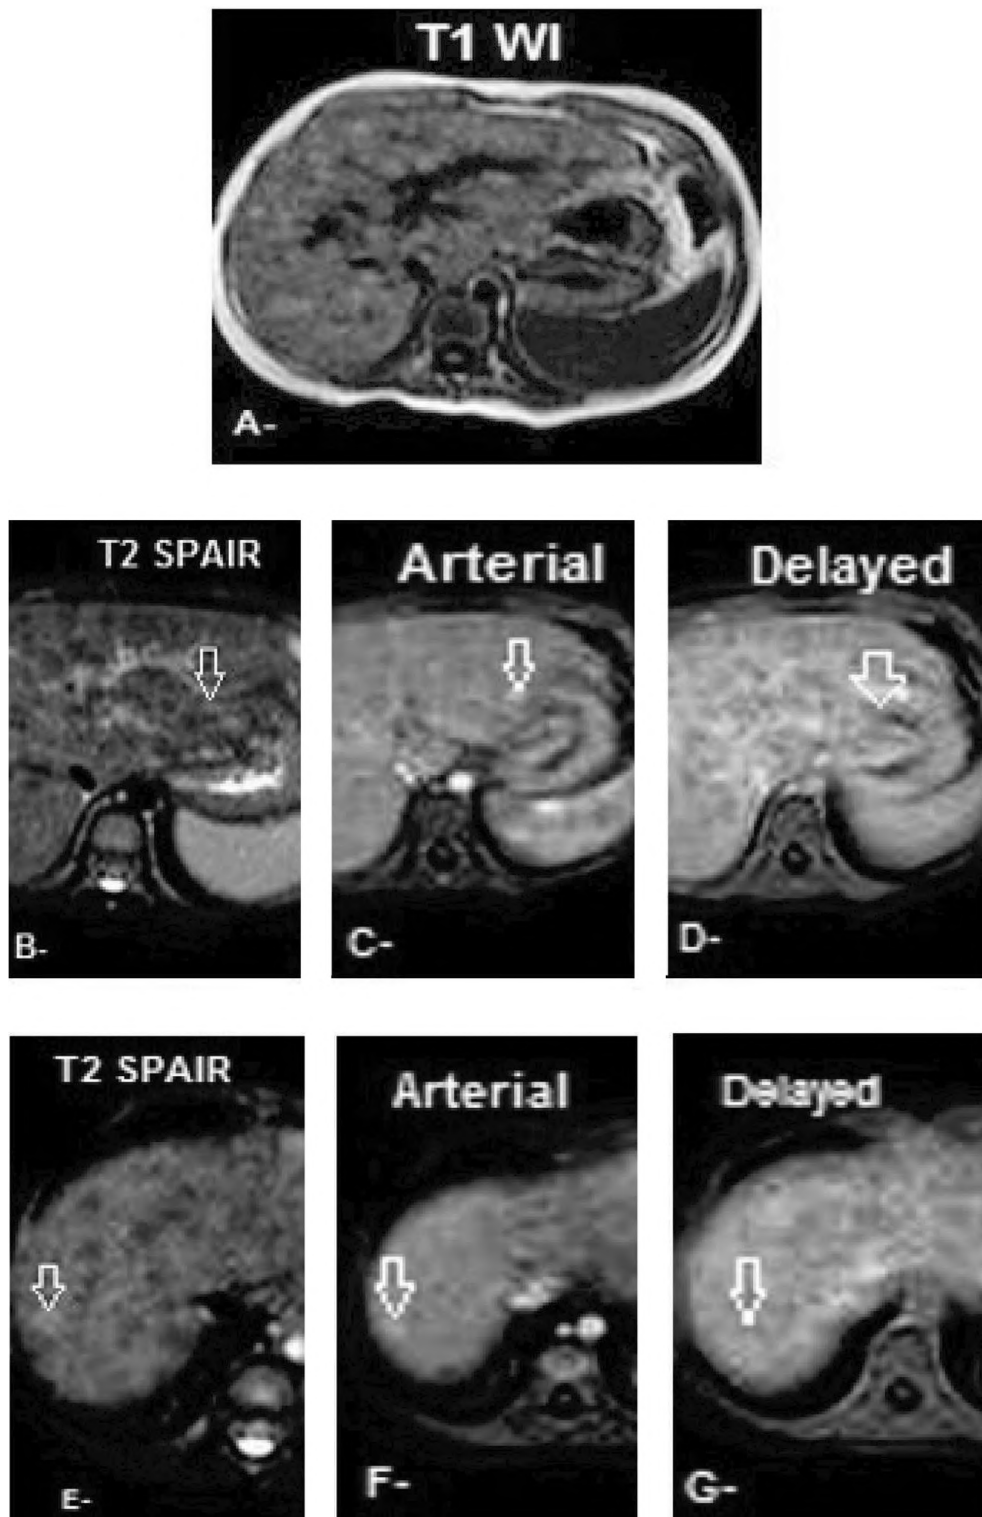 T1 WI
A-
T2 SPAIR
Arterial
Delayed
B-
C-
D-
T2 SPAIR
Arterial
Delayed
E-
F-
G-